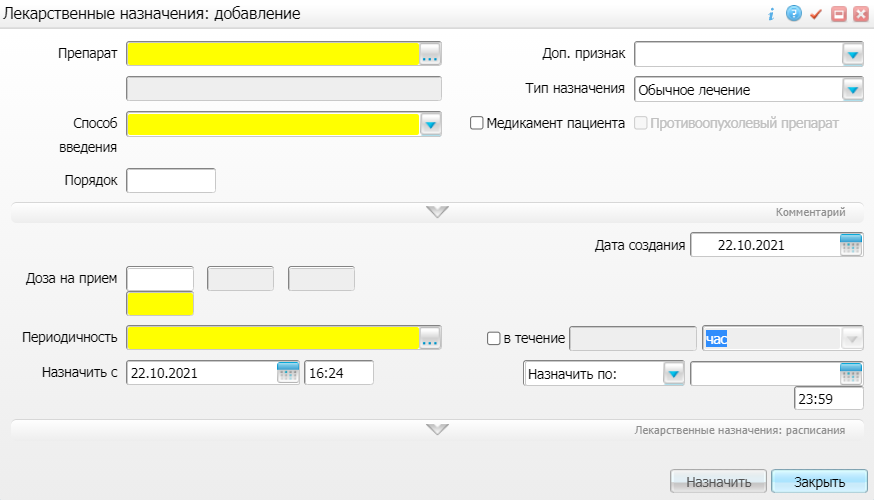 Лекарственные назначения: добавление
Препарат
Доп. признак
Тип назначения Обычное лечение
Способ введения
Медикамент пациента Противоопухолевый препарат
Порядок
Комментарий
Дата создания 22.10.2021
Доза на прием
Периодичность
в течение час
Назначить с 22.10.2021 16:24
Назначить по:
23:59
Лекарственные назначения: расписания
Назначить Закрыть